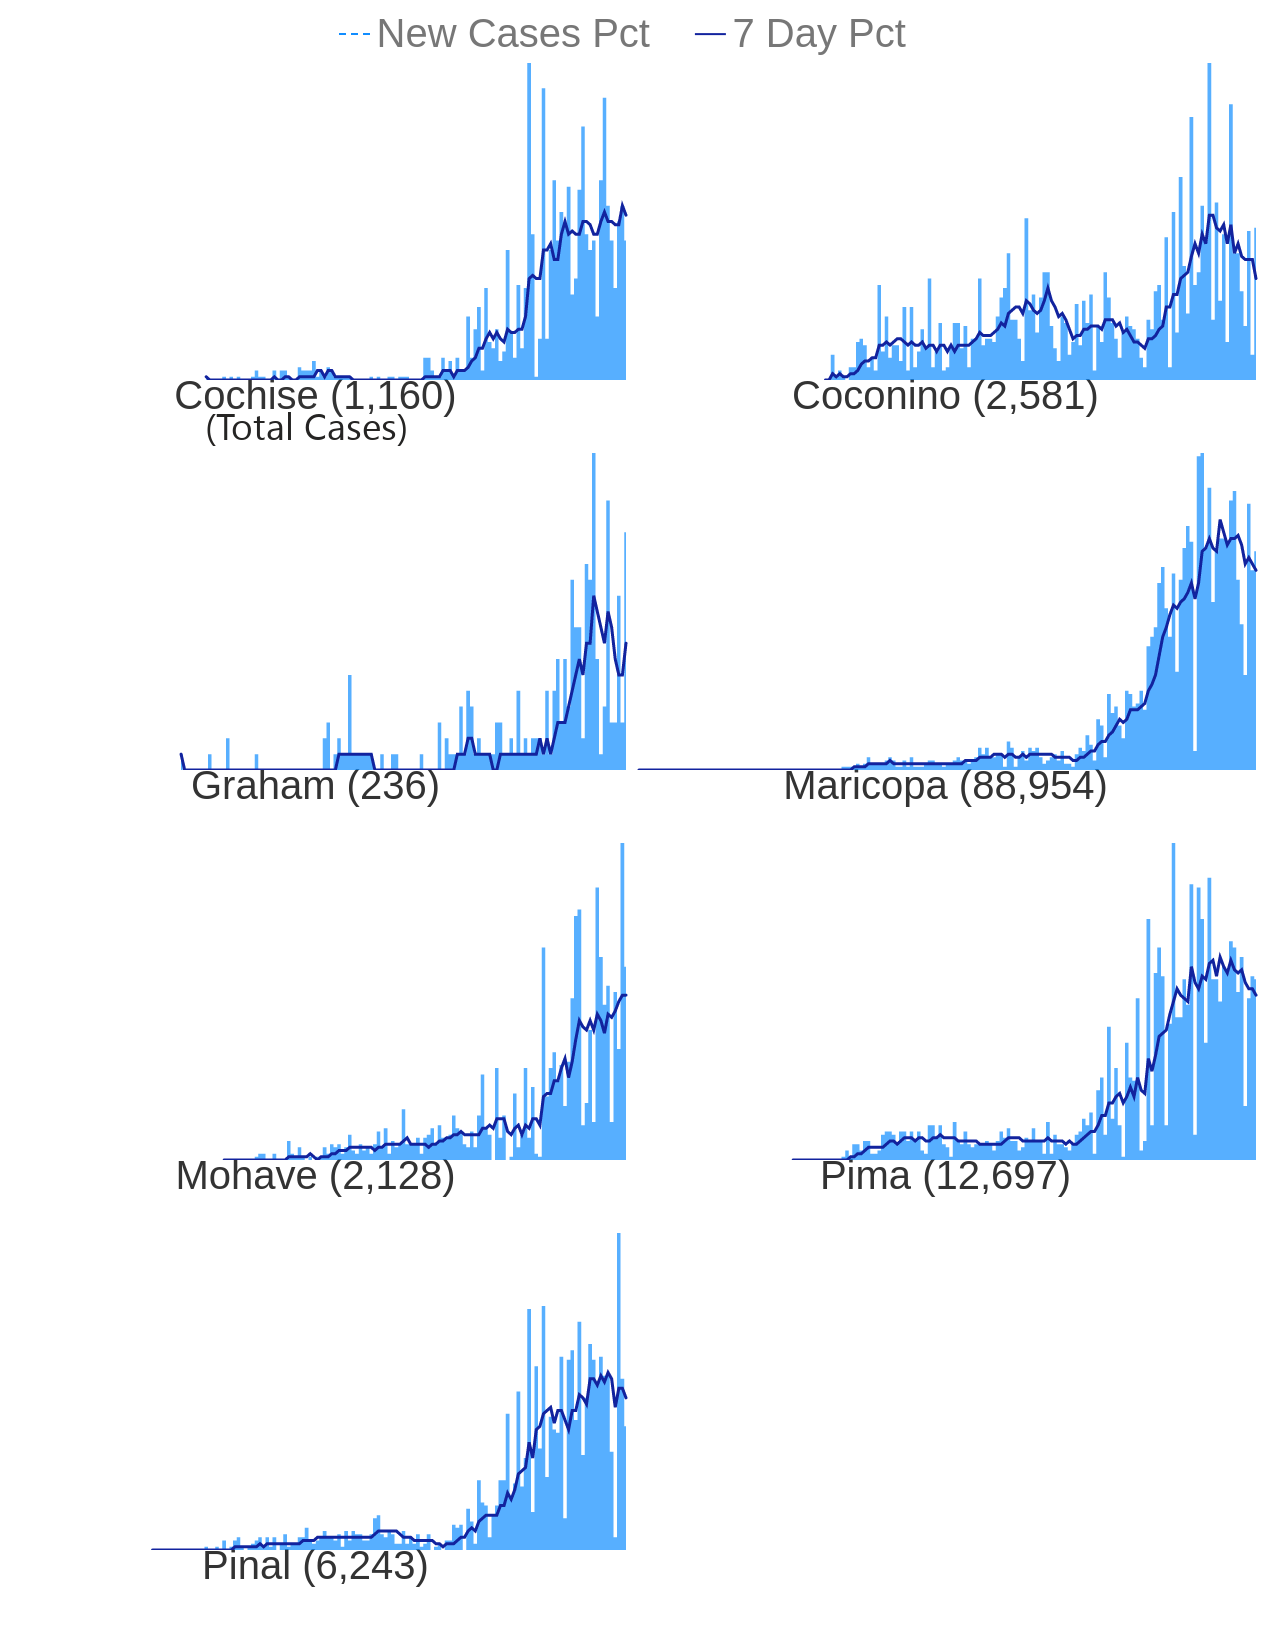 New Cases Pct 7 Day Pct
Cochise (1,160) Coconino (2,581)
(Total Cases)
Graham (236) Maricopa (88,954)
Mohave (2,128) Pima (12,697)
Pinal (6,243)